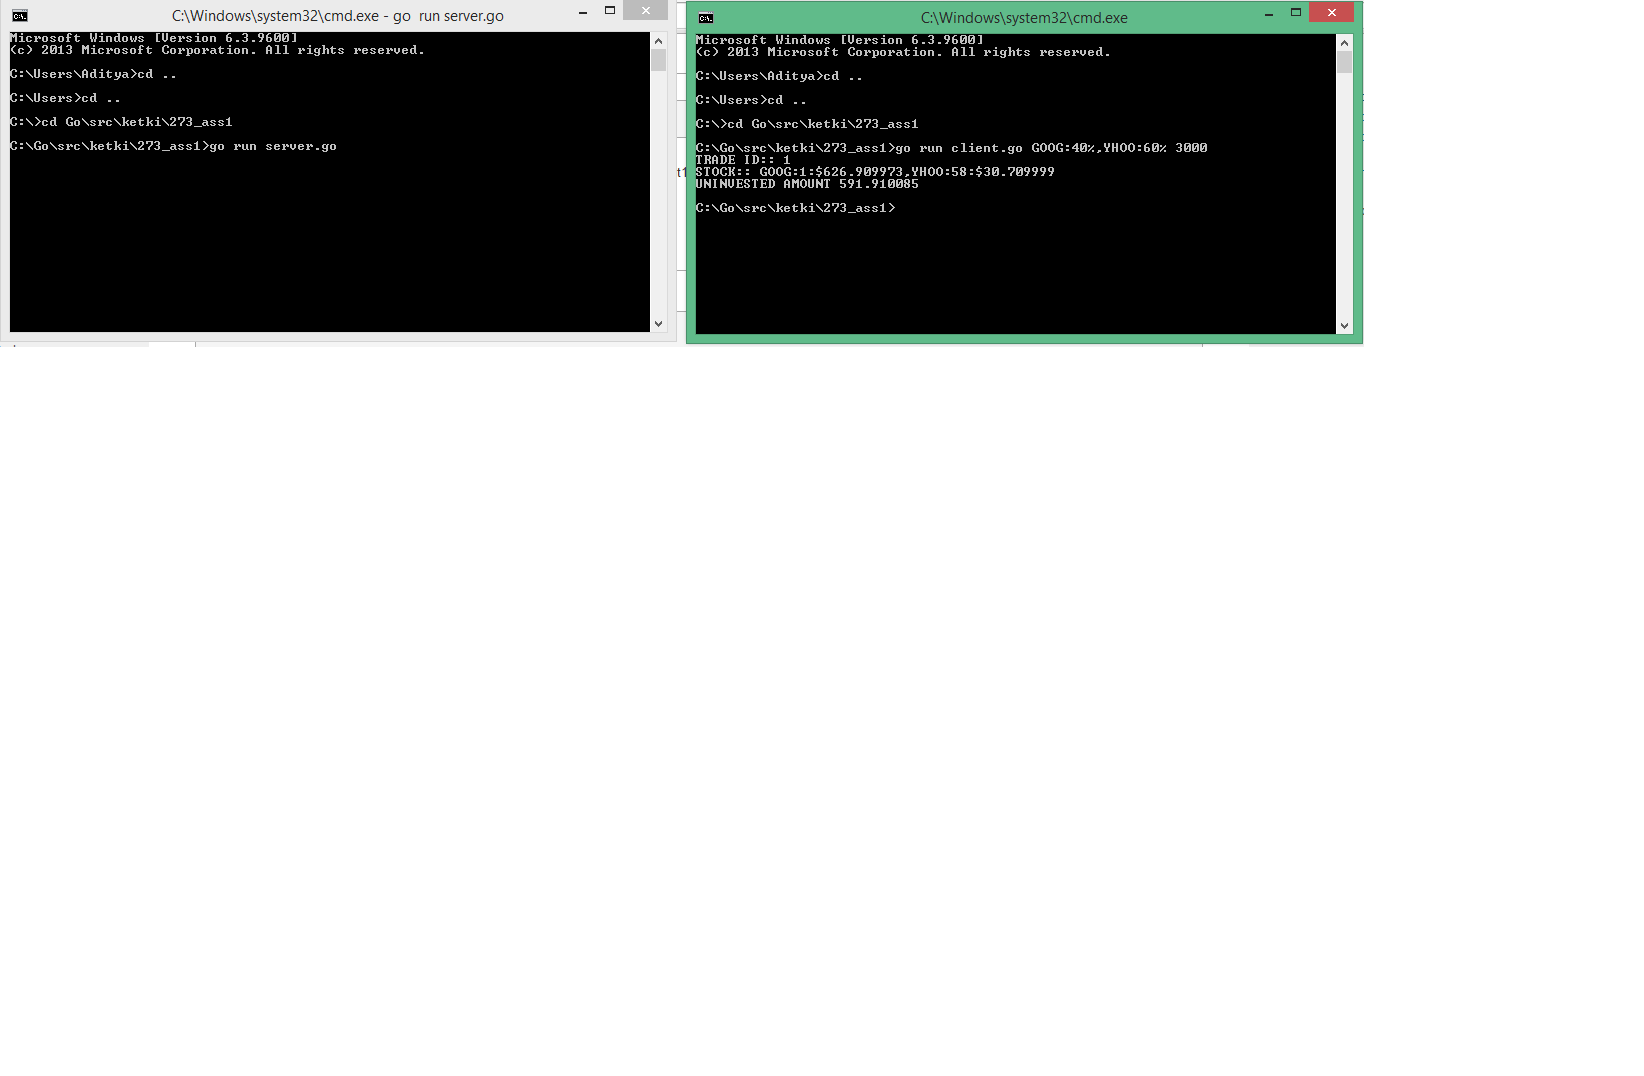 C:\Windows\system32\cmd.exe - go  run server.go
Microsoft Windows [Version 6.3.9600]
(c) 2013 Microsoft Corporation. All rights reserved.
C:\Users\Aditya>cd ..
C:\Users>cd ..
C:\>cd Go\src\ketki\273_ass1
C:\Go\src\ketki\273_ass1>go run server.go
C:\Windows\system32\cmd.exe
Microsoft Windows [Version 6.3.9600]
(c) 2013 Microsoft Corporation. All rights reserved.
C:\Users\Aditya>cd ..
C:\Users>cd ..
C:\>cd Go\src\ketki\273_ass1
C:\Go\src\ketki\273_ass1>go run client.go GOOG:40%,YHOO:60% 3000
TRADE ID:: 1
STOCK:: GOOG:1:$626.909973,YHOO:58:$30.709999
UNINVESTED AMOUNT 591.910085
C:\Go\src\ketki\273_ass1>